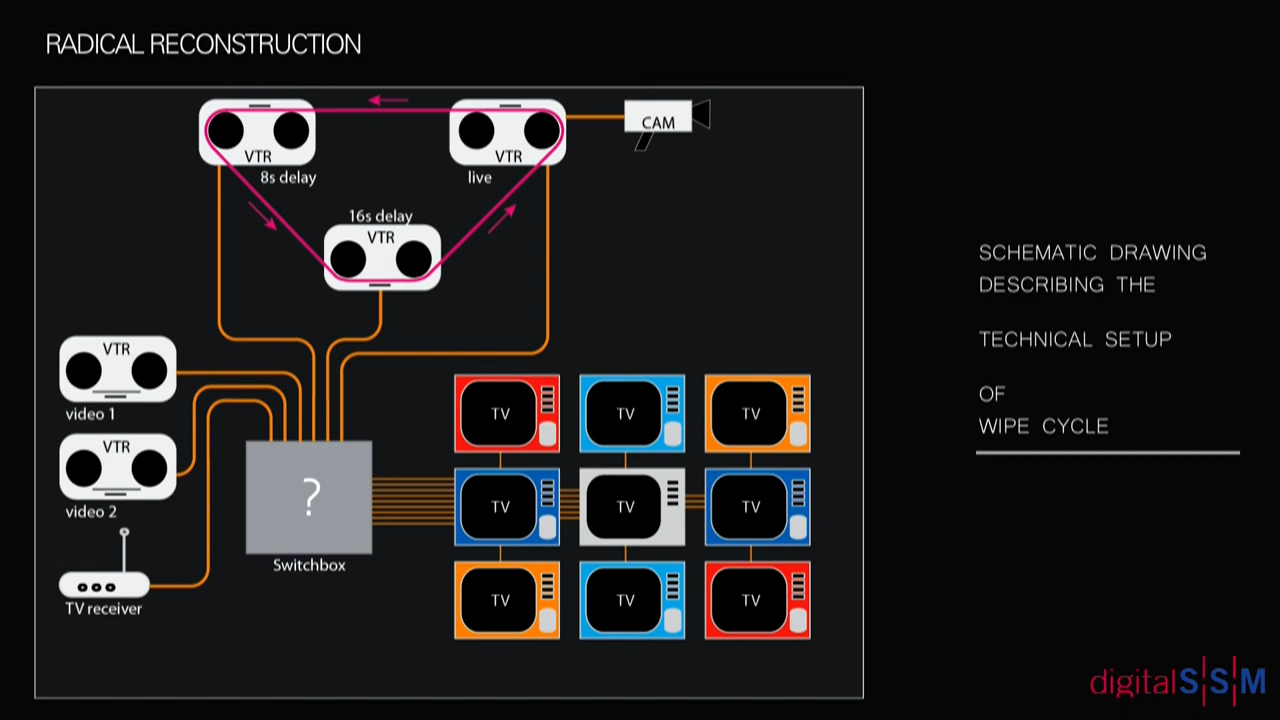 RADICAL RECONSTRUCTION
CAM
VTR
8s delay
VTR
live
16s delay
VTR
VTR
video 1
VTR
video 2
TV receiver
?
Switchbox
TV TV TV
TV TV TV
TV TV TV
SCHEMATIC DRAWING
DESCRIBING THE
TECHNICAL SETUP
OF
WIPE CYCLE
digitalS|S|M